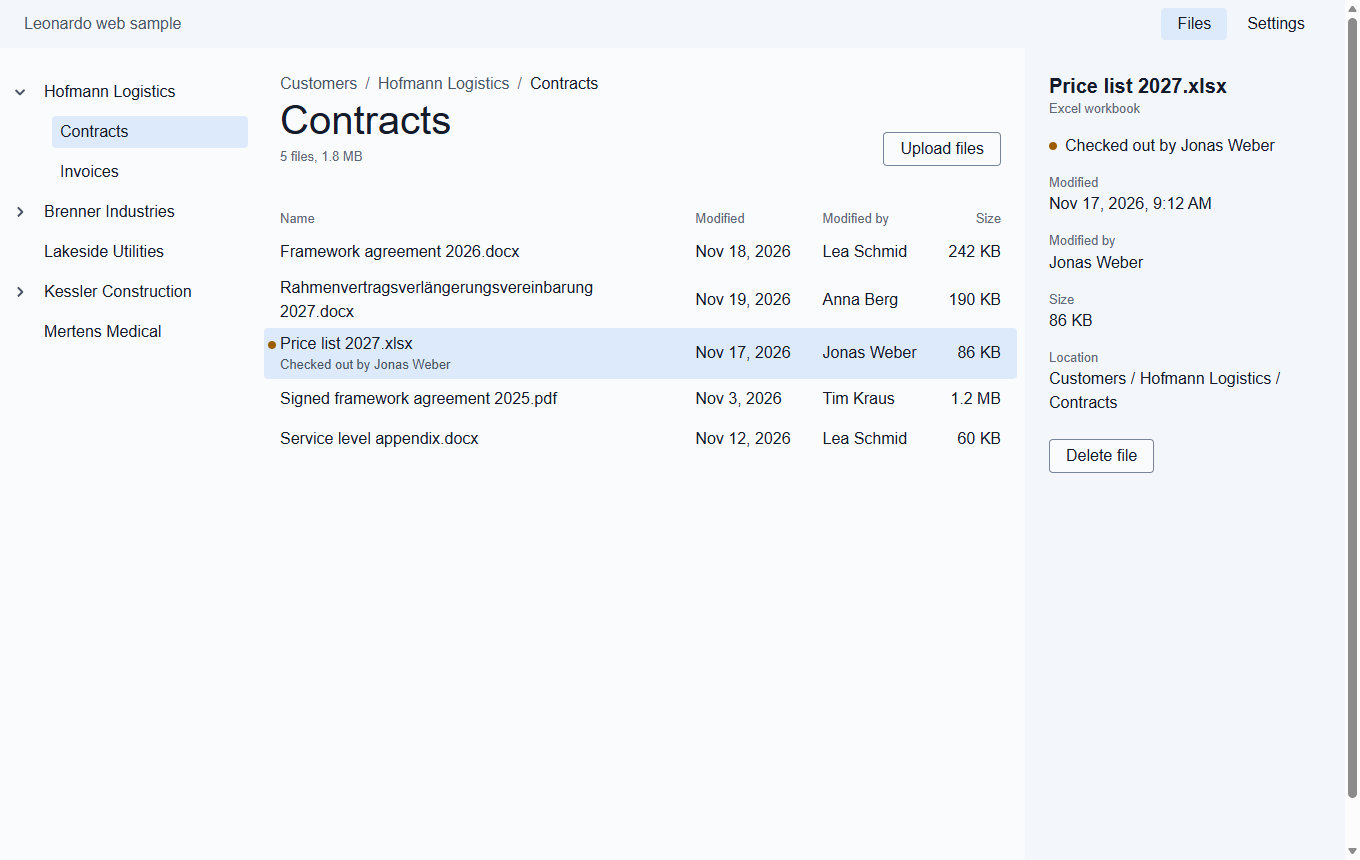 Leonardo web sample
Files
Settings
Hofmann Logistics
Contracts
Invoices
Brenner Industries
Lakeside Utilities
Kessler Construction
Mertens Medical
Customers / Hofmann Logistics / Contracts
Contracts
5 files, 1.8 MB
Upload files
Name Modified Modified by Size
Framework agreement 2026.docx Nov 18, 2026 Lea Schmid 242 KB
Rahmenvertragsverlängerungsvereinbarung
2027.docx Nov 19, 2026 Anna Berg 190 KB
Price list 2027.xlsx Nov 17, 2026 Jonas Weber 86 KB
Checked out by Jonas Weber
Signed framework agreement 2025.pdf Nov 3, 2026 Tim Kraus 1.2 MB
Service level appendix.docx Nov 12, 2026 Lea Schmid 60 KB
Price list 2027.xlsx
Excel workbook
Checked out by Jonas Weber
Modified
Nov 17, 2026, 9:12 AM
Modified by
Jonas Weber
Size
86 KB
Location
Customers / Hofmann Logistics /
Contracts
Delete file